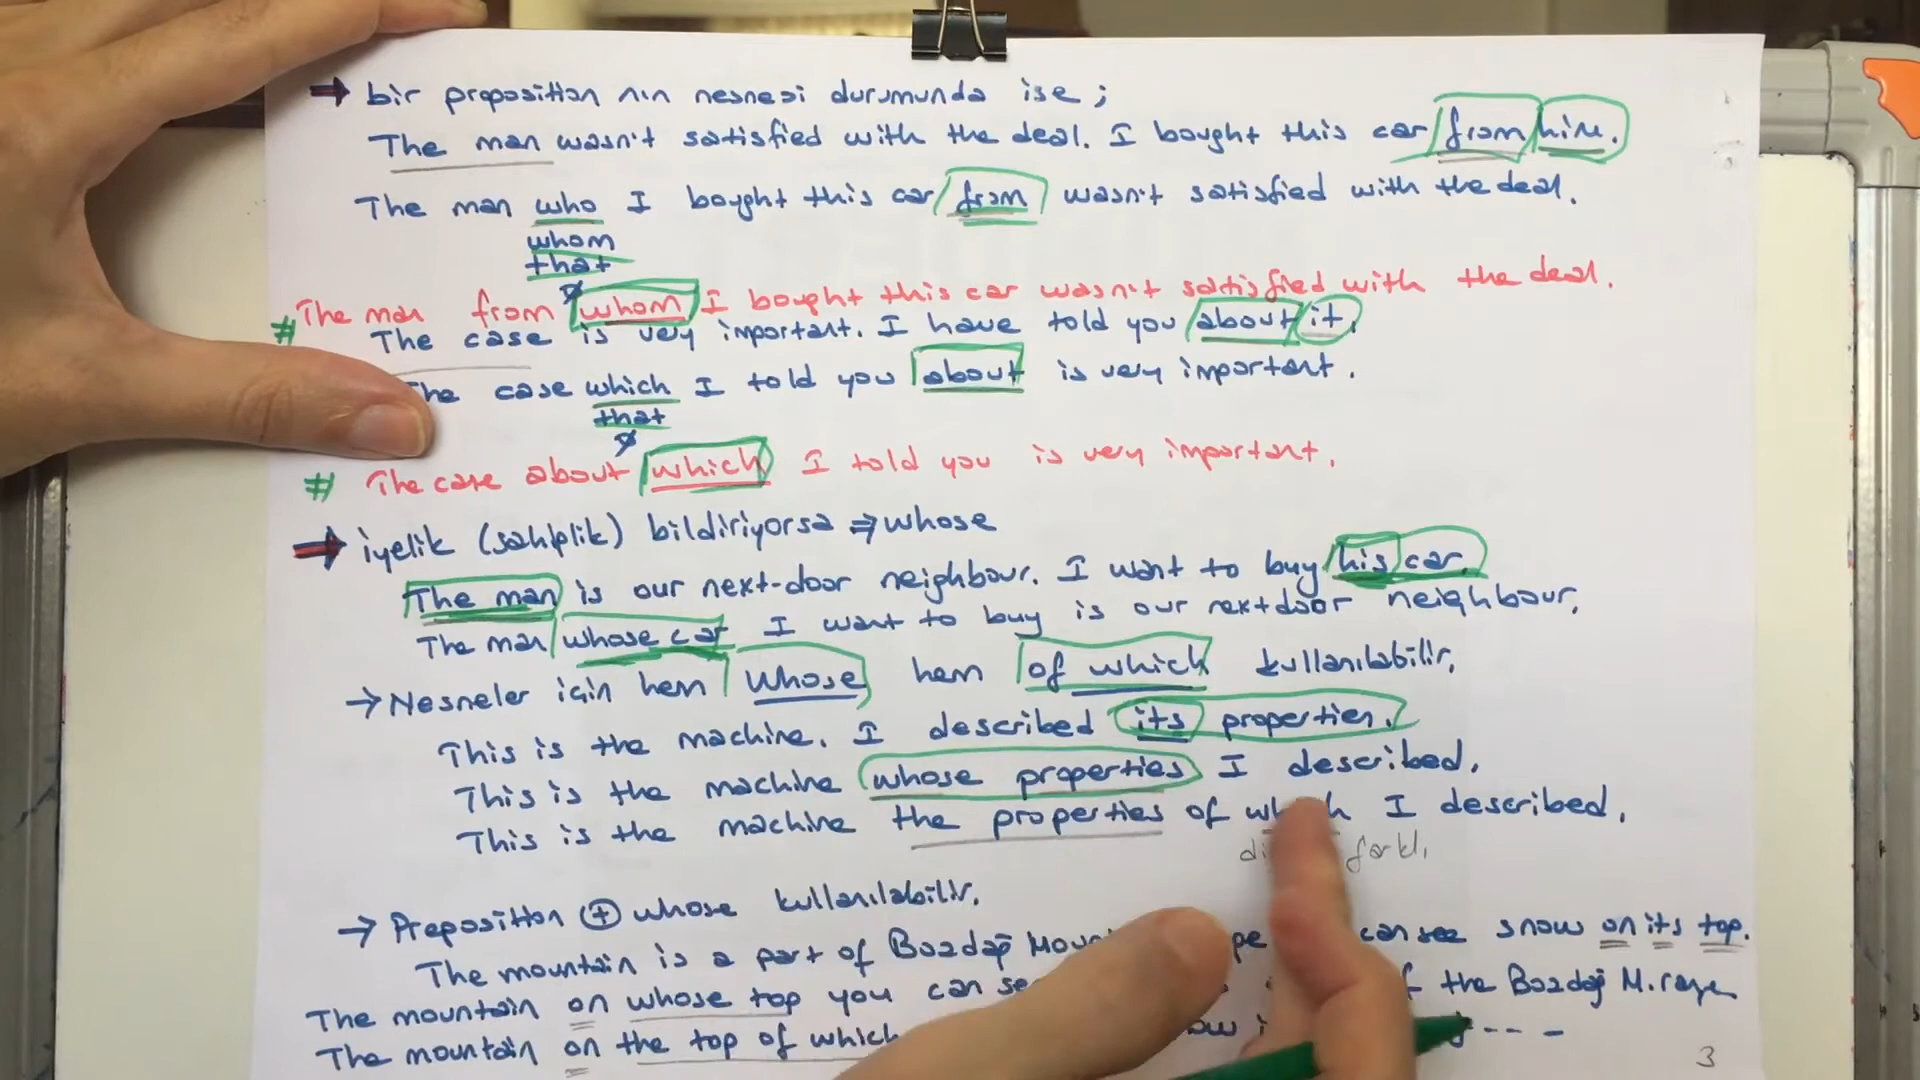 → bir preposition nın nesnesi durumunda ise;
The man wasn't satisfied with the deal. I bought this car from him.
The man who I bought this car from wasn't satisfied with the deal.
whom
that
Ø
The man from whom I bought this car wasn't satisfied with the deal.
# The case is very important. I have told you about it.
The case which I told you about is very important.
that
Ø
# The case about which I told you is very important.
→ iyelik (sahiplik) bildiriyorsa ⇒ whose
The man is our next-door neighbour. I want to buy his car.
The man whose car I want to buy is our nextdoor neighbour.
→ Nesneler için hem whose hem of which kullanılabilir.
This is the machine. I described its properties.
This is the machine whose properties I described.
This is the machine the properties of which I described.
farklı
→ Preposition + whose kullanılabilir.
The mountain is a part of Bozdağ can see snow on its top.
The mountain on whose top you can of the Bozdağ M.
The mountain on the top of which
3